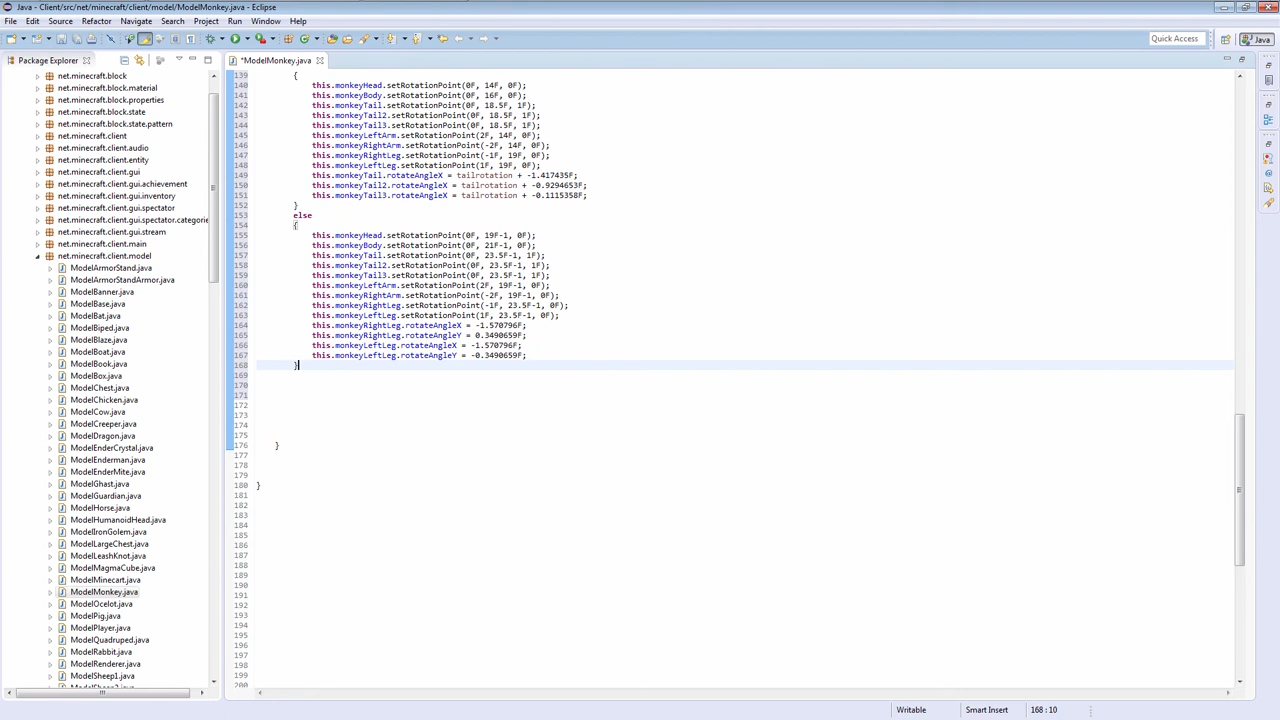 Java - Client/src/net/minecraft/client/model/ModelMonkey.java - Eclipse
File Edit Source Refactor Navigate Search Project Run Window Help
Quick Access
Java
Package Explorer
*ModelMonkey.java
net.minecraft.block
net.minecraft.block.material
net.minecraft.block.properties
net.minecraft.block.state
net.minecraft.block.state.pattern
net.minecraft.client
net.minecraft.client.audio
net.minecraft.client.entity
net.minecraft.client.gui
net.minecraft.client.gui.achievement
net.minecraft.client.gui.inventory
net.minecraft.client.gui.spectator
net.minecraft.client.gui.spectator.categorie
net.minecraft.client.gui.stream
net.minecraft.client.main
net.minecraft.client.model
ModelArmorStand.java
ModelArmorStandArmor.java
ModelBanner.java
ModelBase.java
ModelBat.java
ModelBiped.java
ModelBlaze.java
ModelBoat.java
ModelBook.java
ModelBox.java
ModelChest.java
ModelChicken.java
ModelCow.java
ModelCreeper.java
ModelDragon.java
ModelEnderCrystal.java
ModelEnderman.java
ModelEnderMite.java
ModelGhast.java
ModelGuardian.java
ModelHorse.java
ModelHumanoidHead.java
ModelIronGolem.java
ModelLargeChest.java
ModelLeashKnot.java
ModelMagmaCube.java
ModelMinecart.java
ModelMonkey.java
ModelOcelot.java
ModelPig.java
ModelPlayer.java
ModelQuadruped.java
ModelRabbit.java
ModelRenderer.java
ModelSheep1.java
139 {
140 this.monkeyHead.setRotationPoint(0F, 14F, 0F);
141 this.monkeyBody.setRotationPoint(0F, 16F, 0F);
142 this.monkeyTail.setRotationPoint(0F, 18.5F, 1F);
143 this.monkeyTail2.setRotationPoint(0F, 18.5F, 1F);
144 this.monkeyTail3.setRotationPoint(0F, 18.5F, 1F);
145 this.monkeyLeftArm.setRotationPoint(2F, 14F, 0F);
146 this.monkeyRightArm.setRotationPoint(-2F, 14F, 0F);
147 this.monkeyRightLeg.setRotationPoint(-1F, 19F, 0F);
148 this.monkeyLeftLeg.setRotationPoint(1F, 19F, 0F);
149 this.monkeyTail.rotateAngleX = tailrotation + -1.417435F;
150 this.monkeyTail2.rotateAngleX = tailrotation + -0.9294653F;
151 this.monkeyTail3.rotateAngleX = tailrotation + -0.1115358F;
152 }
153 else
154 {
155 this.monkeyHead.setRotationPoint(0F, 19F-1, 0F);
156 this.monkeyBody.setRotationPoint(0F, 21F-1, 0F);
157 this.monkeyTail.setRotationPoint(0F, 23.5F-1, 1F);
158 this.monkeyTail2.setRotationPoint(0F, 23.5F-1, 1F);
159 this.monkeyTail3.setRotationPoint(0F, 23.5F-1, 1F);
160 this.monkeyLeftArm.setRotationPoint(2F, 19F-1, 0F);
161 this.monkeyRightArm.setRotationPoint(-2F, 19F-1, 0F);
162 this.monkeyRightLeg.setRotationPoint(-1F, 23.5F-1, 0F);
163 this.monkeyLeftLeg.setRotationPoint(1F, 23.5F-1, 0F);
164 this.monkeyRightLeg.rotateAngleX = -1.570796F;
165 this.monkeyRightLeg.rotateAngleY = 0.3490659F;
166 this.monkeyLeftLeg.rotateAngleX = -1.570796F;
167 this.monkeyLeftLeg.rotateAngleY = -0.3490659F;
168 }
169
170
171
172
173
174
175
176 }
177
178
179
180 }
181
182
183
184
185
186
187
188
189
190
191
192
193
194
195
196
197
198
199
200
Writable Smart Insert 168 : 10